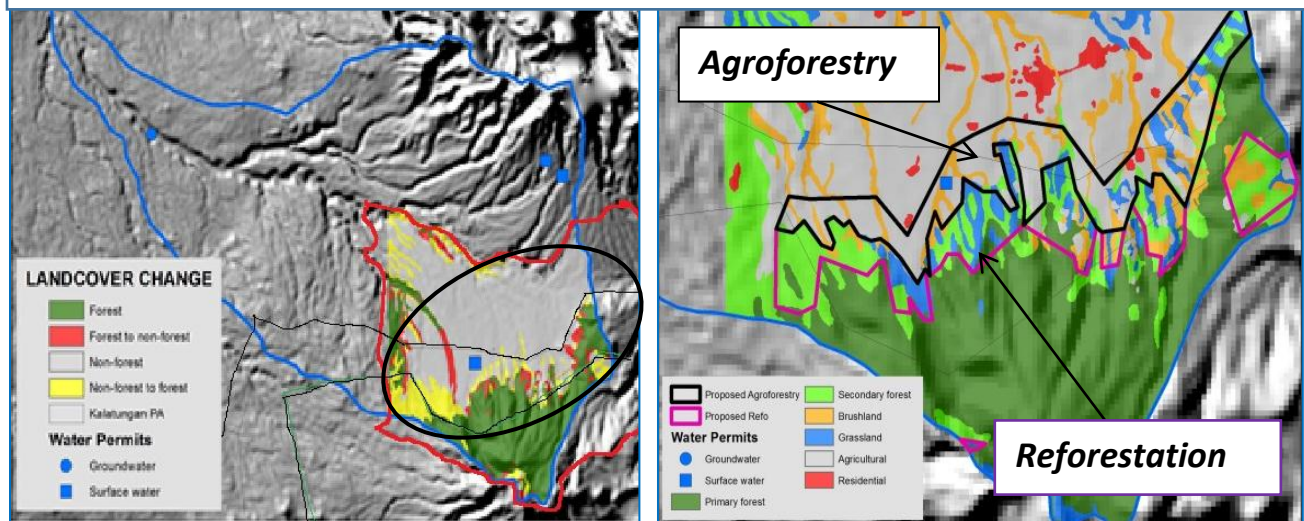 LANDCOVER CHANGE
Forest
Forest to non-forest
Non-forest
Non-forest to forest
Kalatungan PA
Water Permits
Groundwater
Surface water
Agroforestry
Proposed Agroforestry
Proposed Refo
Water Permits
Groundwater
Surface water
Primary forest
Secondary forest
Brushland
Grassland
Agricultural
Residential
Reforestation